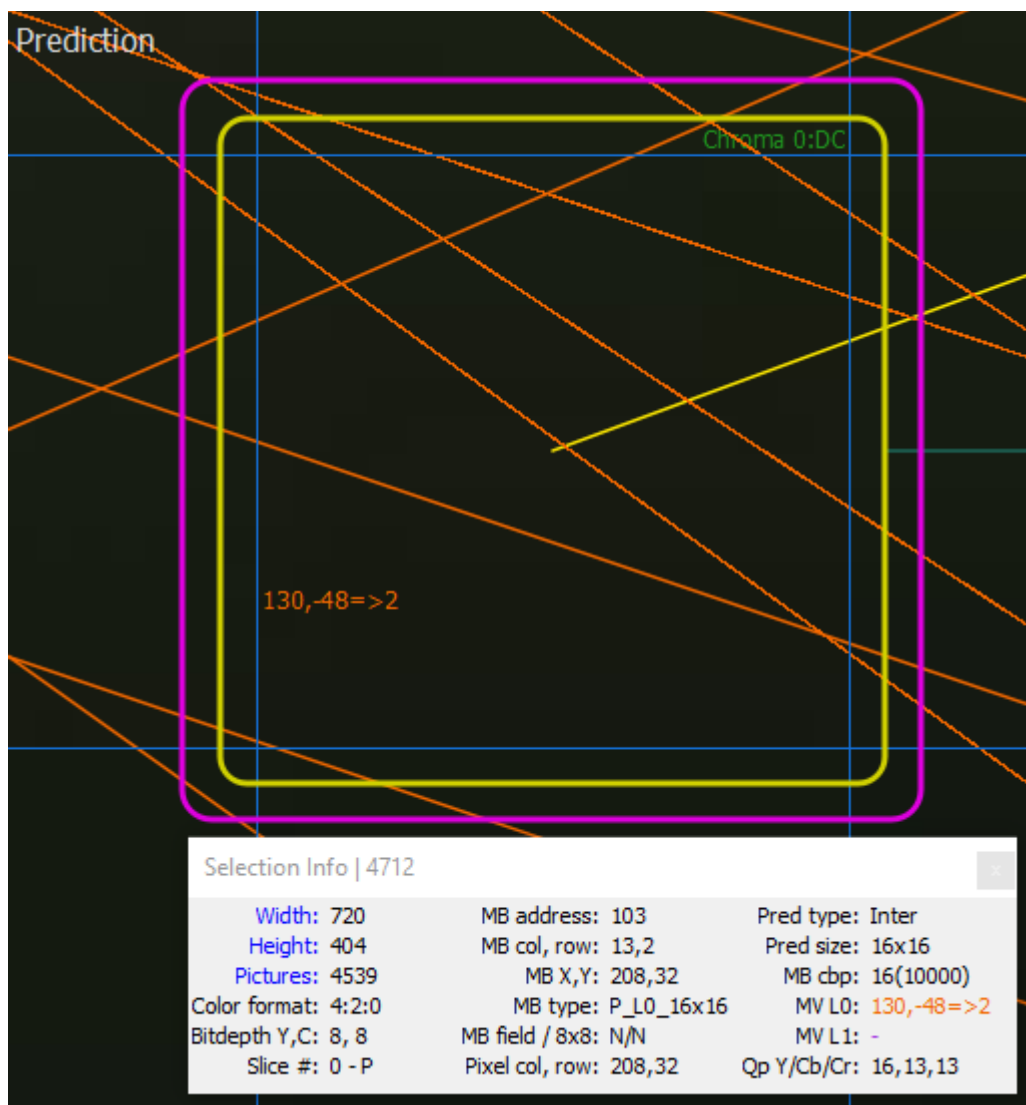 Prediction
Chroma 0:DC
130,-48=>2
Selection Info | 4712
x
Width: 720 MB address: 103 Pred type: Inter
Height: 404 MB col, row: 13,2 Pred size: 16x16
Pictures: 4539 MB X,Y: 208,32 MB cbp: 16(10000)
Color format: 4:2:0 MB type: P_L0_16x16 MV L0: 130,-48=>2
Bitdepth Y,C: 8, 8 MB field / 8x8: N/N MV L1: -
Slice #: 0 - P Pixel col, row: 208,32 Qp Y/Cb/Cr: 16,13,13